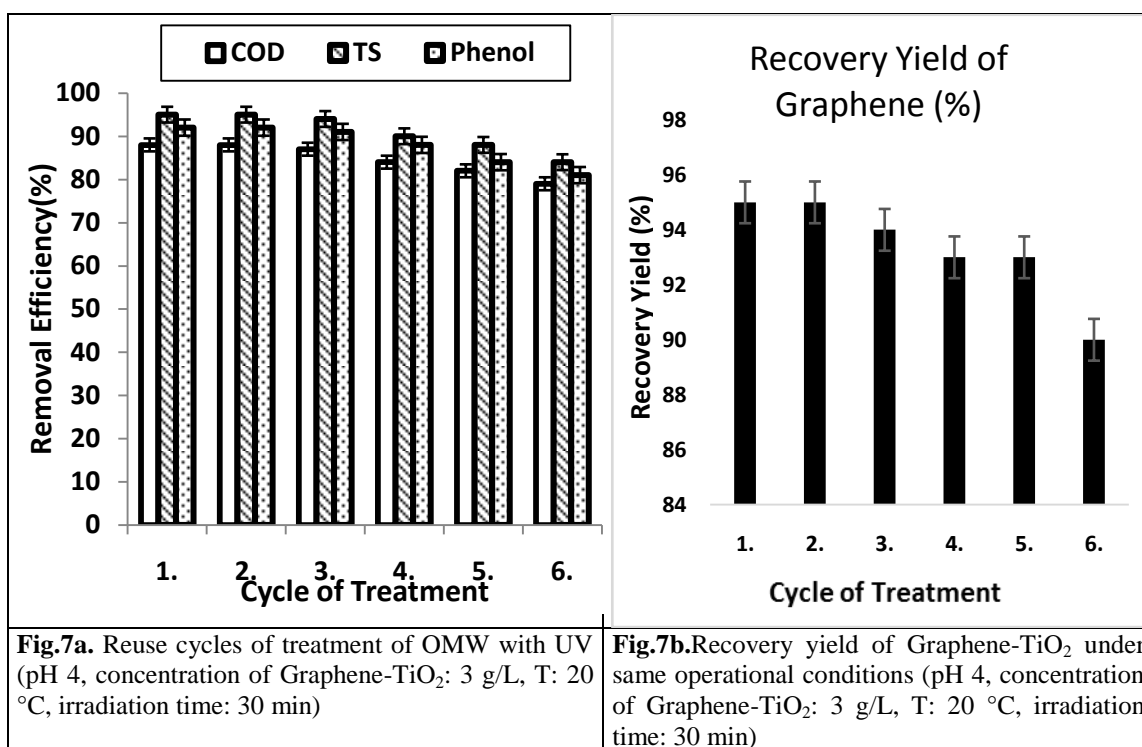 COD TS Phenol
100
90
80
70
60
50
40
30
20
10
0
Removal Efficiency(%)
1. 2. 3. 4. 5. 6.
Cycle of Treatment
Recovery Yield of
Graphene (%)
98
96
94
92
90
88
86
84
Recovery Yield (%)
1. 2. 3. 4. 5. 6.
Cycle of Treatment
Fig.7a. Reuse cycles of treatment of OMW with UV
(pH 4, concentration of Graphene-TiO₂: 3 g/L, T: 20
°C, irradiation time: 30 min)
Fig.7b.Recovery yield of Graphene-TiO₂ under
same operational conditions (pH 4, concentration
of Graphene-TiO₂: 3 g/L, T: 20 °C, irradiation
time: 30 min)